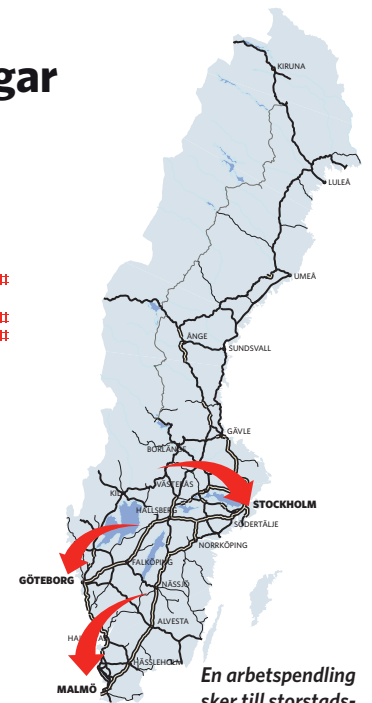 gar
KIRUNA
LULEÅ
UMEÅ
ÅNGE
SUNDSVALL
GÄVLE
BORLÄNGE
VÄSTERÅS
KIL
STOCKHOLM
HALLSBERG
SÖDERTÄLJE
NORRKÖPING
FALKÖPING
GÖTEBORG
NÄSSJÖ
ALVESTA
HÄSSLEHOLM
MALMÖ
En arbetspendling
sker till storstads-